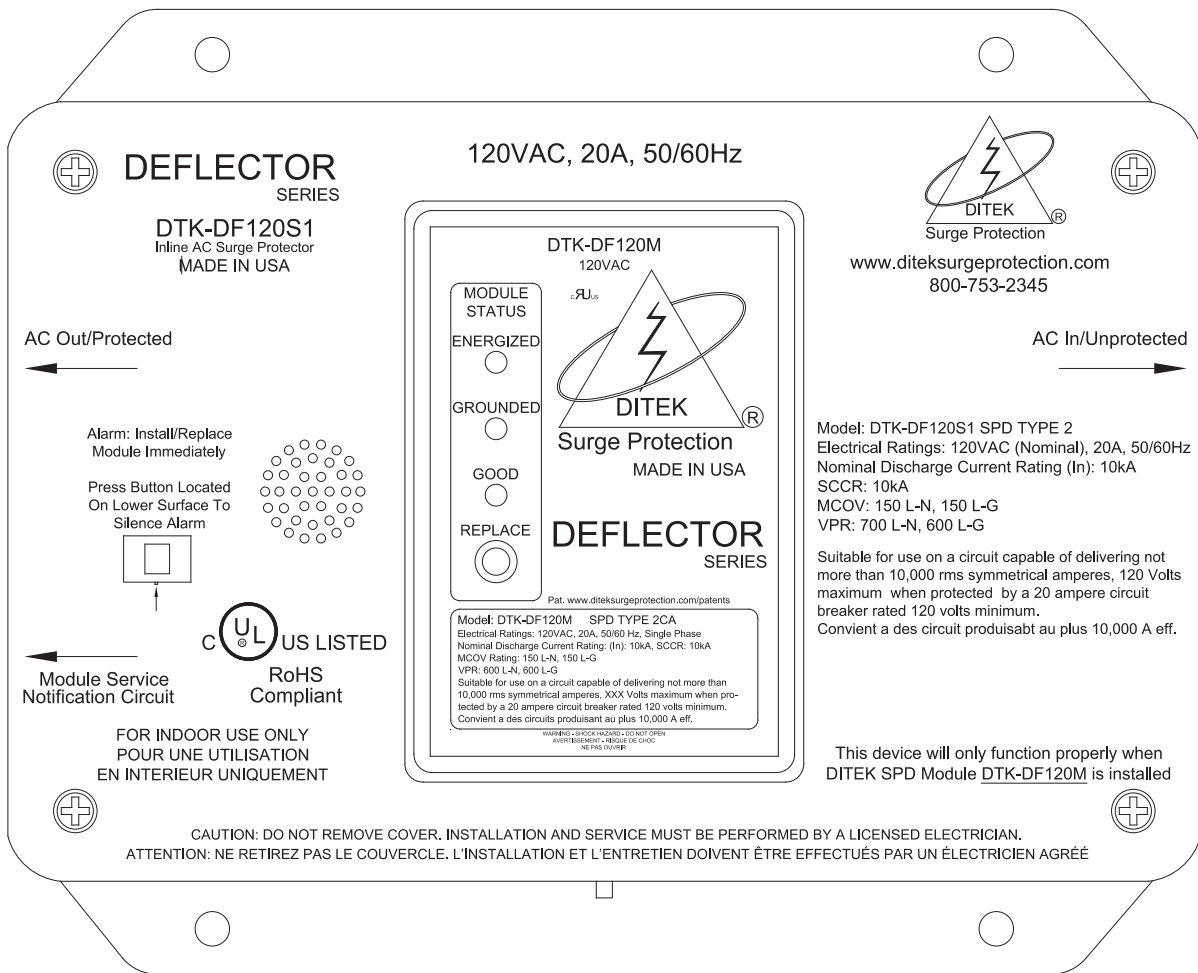 DEFLECTOR
SERIES
DTK-DF120S1
Inline AC Surge Protector
MADE IN USA
120VAC, 20A, 50/60Hz
DITEK
®
Surge Protection
www.diteksurgeprotection.com
800-753-2345
AC Out/Protected
AC In/Unprotected
Alarm: Install/Replace
Module Immediately
Press Button Located
On Lower Surface To
Silence Alarm
C UL ® US LISTED
RoHS
Compliant
Module Service
Notification Circuit
FOR INDOOR USE ONLY
POUR UNE UTILISATION
EN INTERIEUR UNIQUEMENT
DTK-DF120M
120VAC
MODULE
STATUS
ENERGIZED
GROUNDED
GOOD
REPLACE
c RU us
DITEK
®
Surge Protection
MADE IN USA
DEFLECTOR
SERIES
Pat. www.diteksurgeprotection.com/patents
Model: DTK-DF120M SPD TYPE 2CA
Electrical Ratings: 120VAC, 20A, 50/60 Hz, Single Phase
Nominal Discharge Current Rating: (In): 10kA, SCCR: 10kA
MCOV Rating: 150 L-N, 150 L-G
VPR: 600 L-N, 600 L-G
Suitable for use on a circuit capable of delivering not more than
10,000 rms symmetrical amperes, XXX Volts maximum when pro-
tected by a 20 ampere circuit breaker rated 120 volts minimum.
Convient a des circuits produisant au plus 10,000 A eff.
WARNING - SHOCK HAZARD - DO NOT OPEN
AVERTISSEMENT - RISQUE DE CHOC
NE PAS OUVRIR
Model: DTK-DF120S1 SPD TYPE 2
Electrical Ratings: 120VAC (Nominal), 20A, 50/60Hz
Nominal Discharge Current Rating (In): 10kA
SCCR: 10kA
MCOV: 150 L-N, 150 L-G
VPR: 700 L-N, 600 L-G
Suitable for use on a circuit capable of delivering not
more than 10,000 rms symmetrical amperes, 120 Volts
maximum when protected by a 20 ampere circuit
breaker rated 120 volts minimum.
Convient a des circuit produisabt au plus 10,000 A eff.
This device will only function properly when
DITEK SPD Module DTK-DF120M is installed
CAUTION: DO NOT REMOVE COVER. INSTALLATION AND SERVICE MUST BE PERFORMED BY A LICENSED ELECTRICIAN.
ATTENTION: NE RETIREZ PAS LE COUVERCLE. L'INSTALLATION ET L'ENTRETIEN DOIVENT ÊTRE EFFECTUÉS PAR UN ÉLECTRICIEN AGRÉÉ